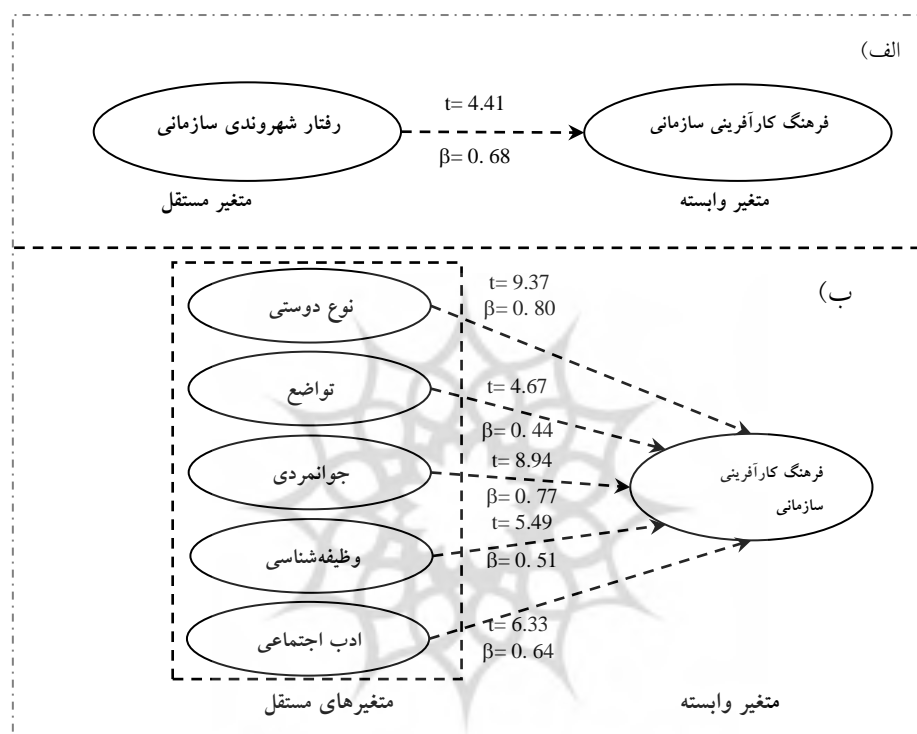 الف)
رفتار شهروندی سازمانی
t= 4.41
β= 0. 68
فرهنگ کارآفرینی سازمانی
متغیر مستقل
متغیر وابسته
ب)
نوع دوستی
t= 9.37
β= 0. 80
تواضع
t= 4.67
β= 0. 44
جوانمردی
t= 8.94
β= 0. 77
وظیفه‌شناسی
t= 5.49
β= 0. 51
ادب اجتماعی
t= 6.33
β= 0. 64
فرهنگ کارآفرینی
سازمانی
متغیرهای مستقل
متغیر وابسته